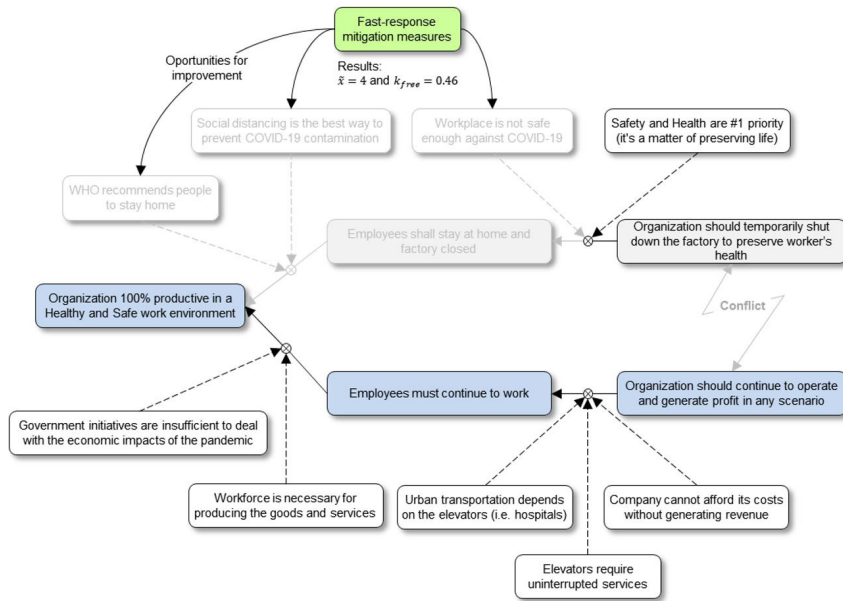 Fast-response
mitigation measures
Oportunities for
improvement
Results:
x̃ = 4 and k_free = 0.46
Social distancing is the best way to
prevent COVID-19 contamination
Workplace is not safe
enough against COVID-19
Safety and Health are #1 priority
(it's a matter of preserving life)
WHO recommends people
to stay home
Employees shall stay at home and
factory closed
Organization should temporarily shut
down the factory to preserve worker's
health
Organization 100% productive in a
Healthy and Safe work environment
Conflict
Employees must continue to work
Organization should continue to operate
and generate profit in any scenario
Government initiatives are insufficient to deal
with the economic impacts of the pandemic
Workforce is necessary for
producing the goods and services
Urban transportation depends
on the elevators (i.e. hospitals)
Company cannot afford its costs
without generating revenue
Elevators require
uninterrupted services